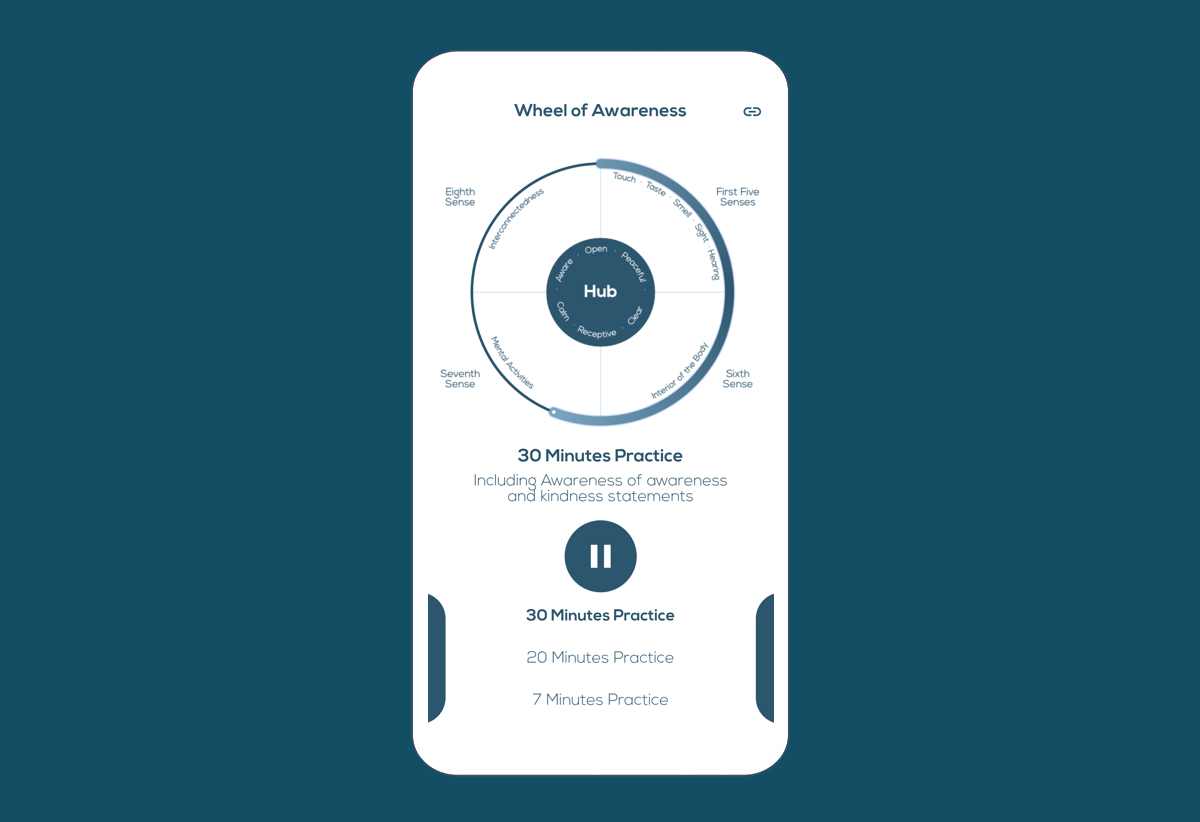 Wheel of Awareness
Eighth
Sense
First Five
Senses
Interconnectedness
Touch · Taste · Smell · Sight · Hearing
Aware · Open · Peaceful
Hub
Calm · Receptive · Clear
Mental Activities
Interior of the Body
Seventh
Sense
Sixth
Sense
30 Minutes Practice
Including Awareness of awareness
and kindness statements
30 Minutes Practice
20 Minutes Practice
7 Minutes Practice